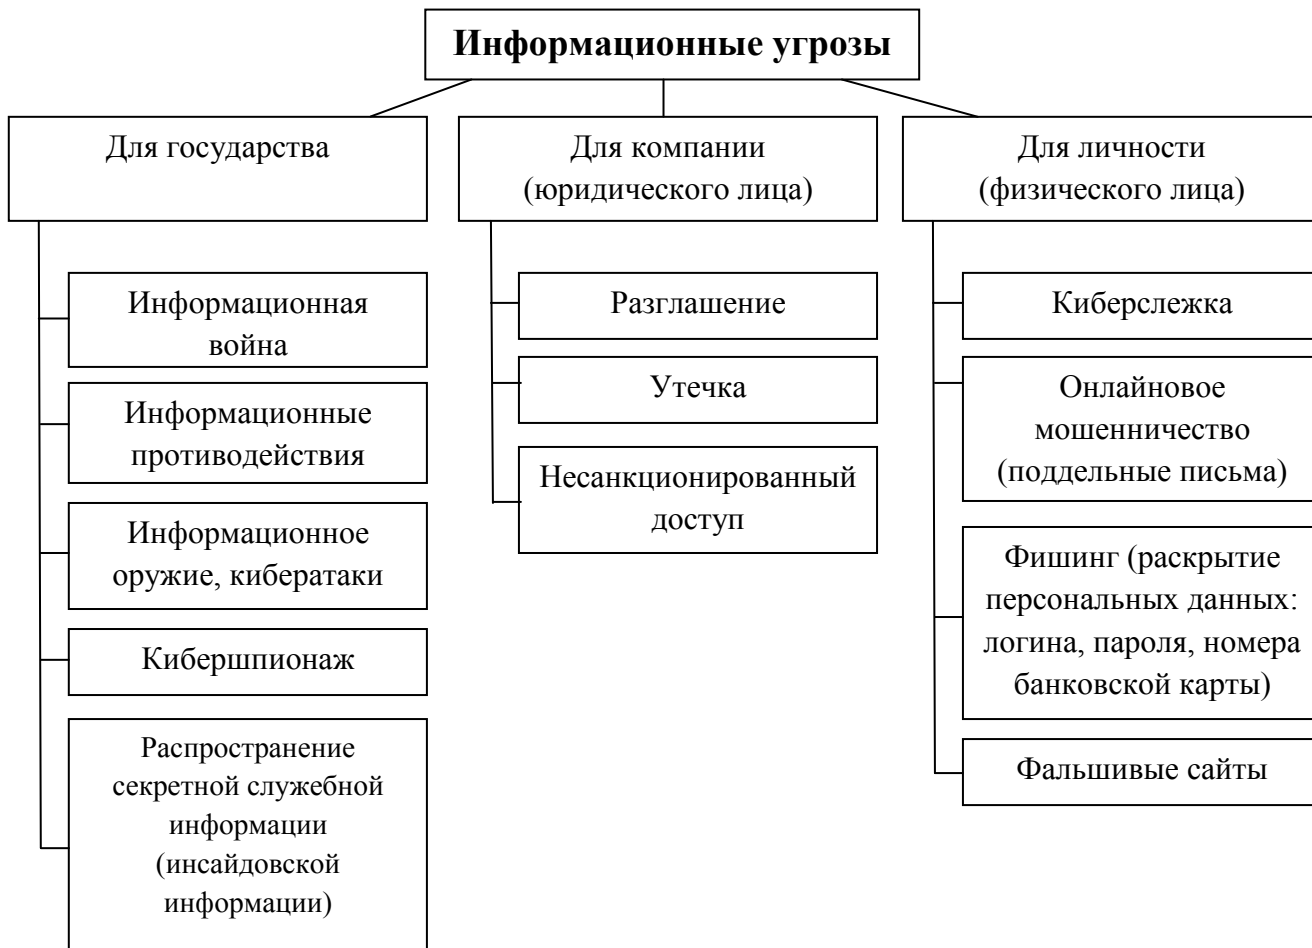 Информационные угрозы
Для государства
Информационная
война
Информационные
противодействия
Информационное
оружие, кибератаки
Кибершпионаж
Распространение
секретной служебной
информации
(инсайдовской
информации)
Для компании
(юридического лица)
Разглашение
Утечка
Несанкционированный
доступ
Для личности
(физического лица)
Киберслежка
Онлайновое
мошенничество
(поддельные письма)
Фишинг (раскрытие
персональных данных:
логина, пароля, номера
банковской карты)
Фальшивые сайты